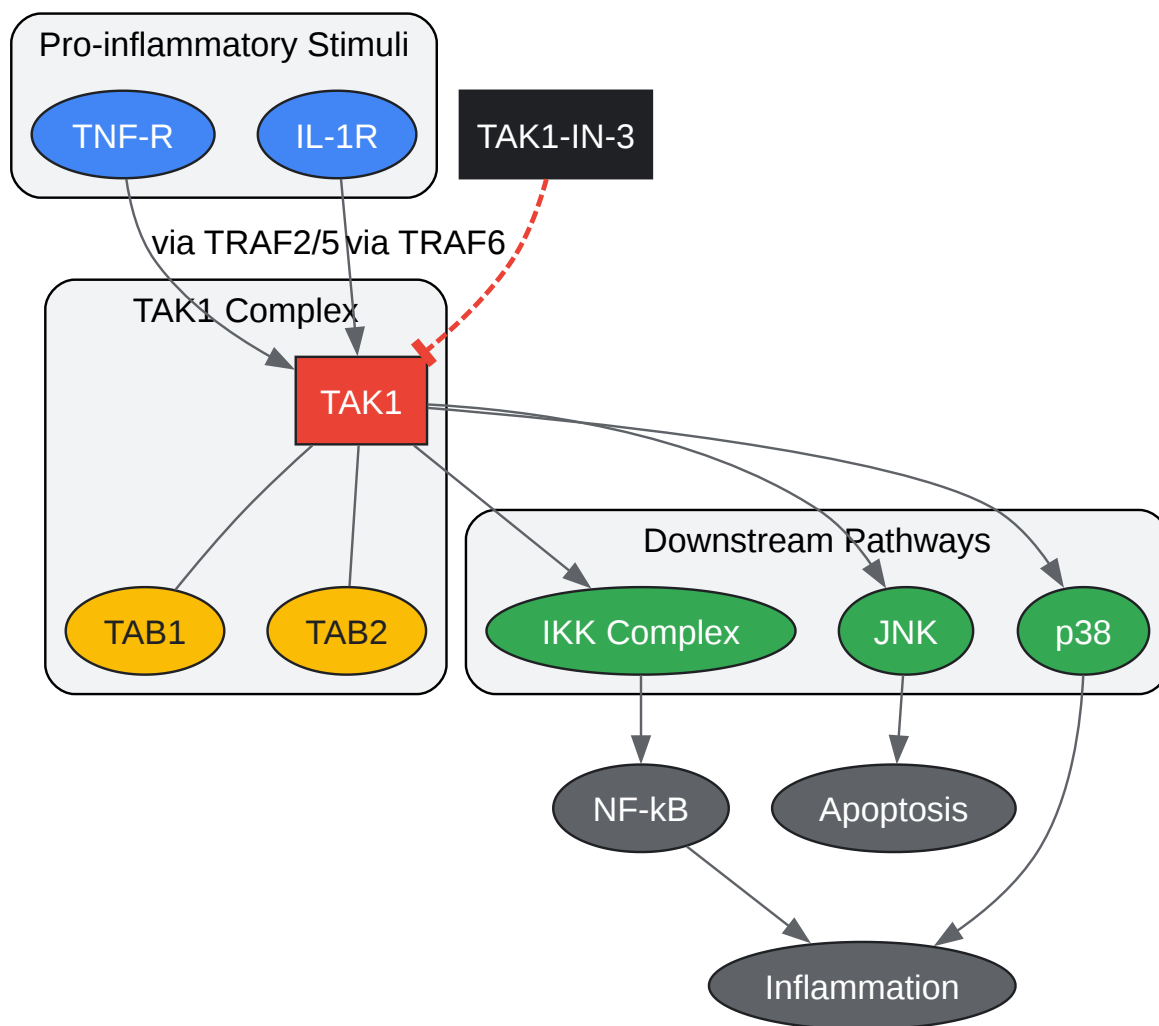 Pro-inflammatory Stimuli
TNF-R
IL-1R
TAK1-IN-3
via TRAF2/5
via TRAF6
TAK1 Complex
TAK1
Downstream Pathways
TAB1
TAB2
IKK Complex
JNK
p38
NF-kB
Apoptosis
Inflammation